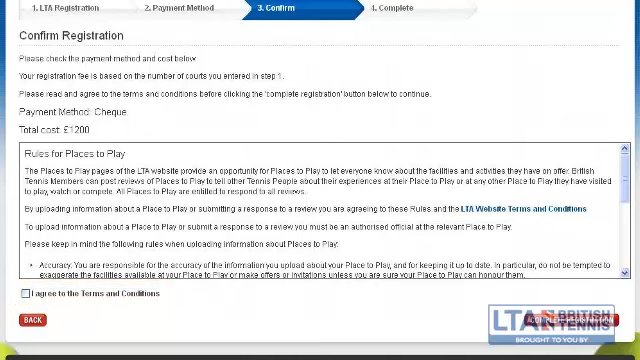 1. LTA Registration
2. Payment Method
3. Confirm
4. Complete
Confirm Registration
Please check the payment method and cost below.
Your registration fee is based on the number of courts you entered in step 1.
Please read and agree to the terms and conditions before clicking the 'complete registration' button below to continue.
Payment Method: Cheque
Total cost: £1200
Rules for Places to Play
The Places to Play pages of the LTA website provide an opportunity for Places to Play to let everyone know about the facilities and activities they have on offer. British
Tennis Members can post reviews of Places to Play to tell other Tennis People about their experiences at their Place to Play or at any other Place to Play they have visited
to play, watch or compete. All Places to Play are entitled to respond to all reviews.
By uploading information about a Place to Play or submitting a response to a review you are agreeing to these Rules and the LTA Website Terms and Conditions
To upload information about a Place to Play or submit a response to a review you must be an authorised official at the relevant Place to Play.
Please keep in mind the following rules when uploading information about Places to Play:
• Accuracy: You are responsible for the accuracy of the information you upload about your Place to Play, and for keeping it up to date. In particular, do not be tempted to
exaggerate the facilities available at your Place to Play or make offers or invitations unless you are sure your Place to Play can honour them.
I agree to the Terms and Conditions
BACK
COMPLETE REGISTRATION
LTA BRITISH TENNIS
BROUGHT TO YOU BY